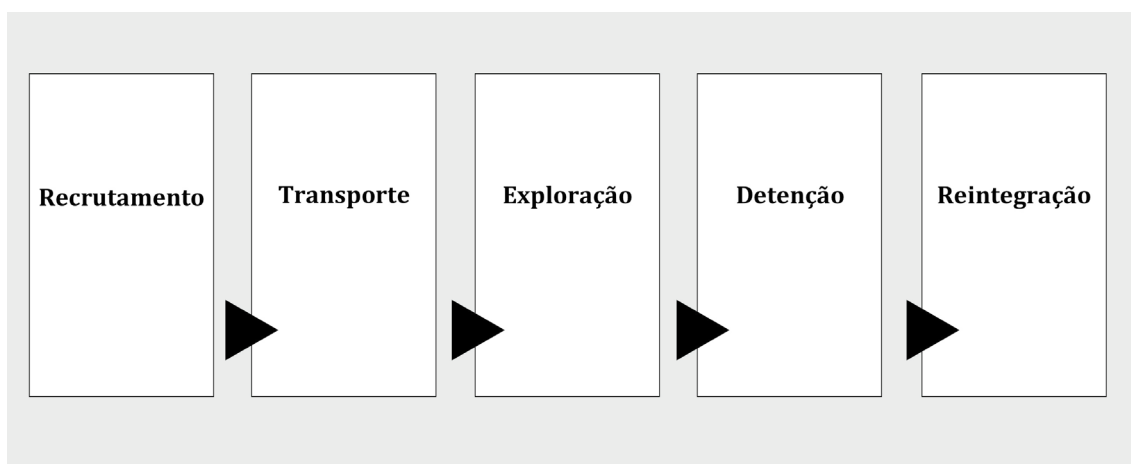 Recrutamento
Transporte
Exploração
Detenção
Reintegração